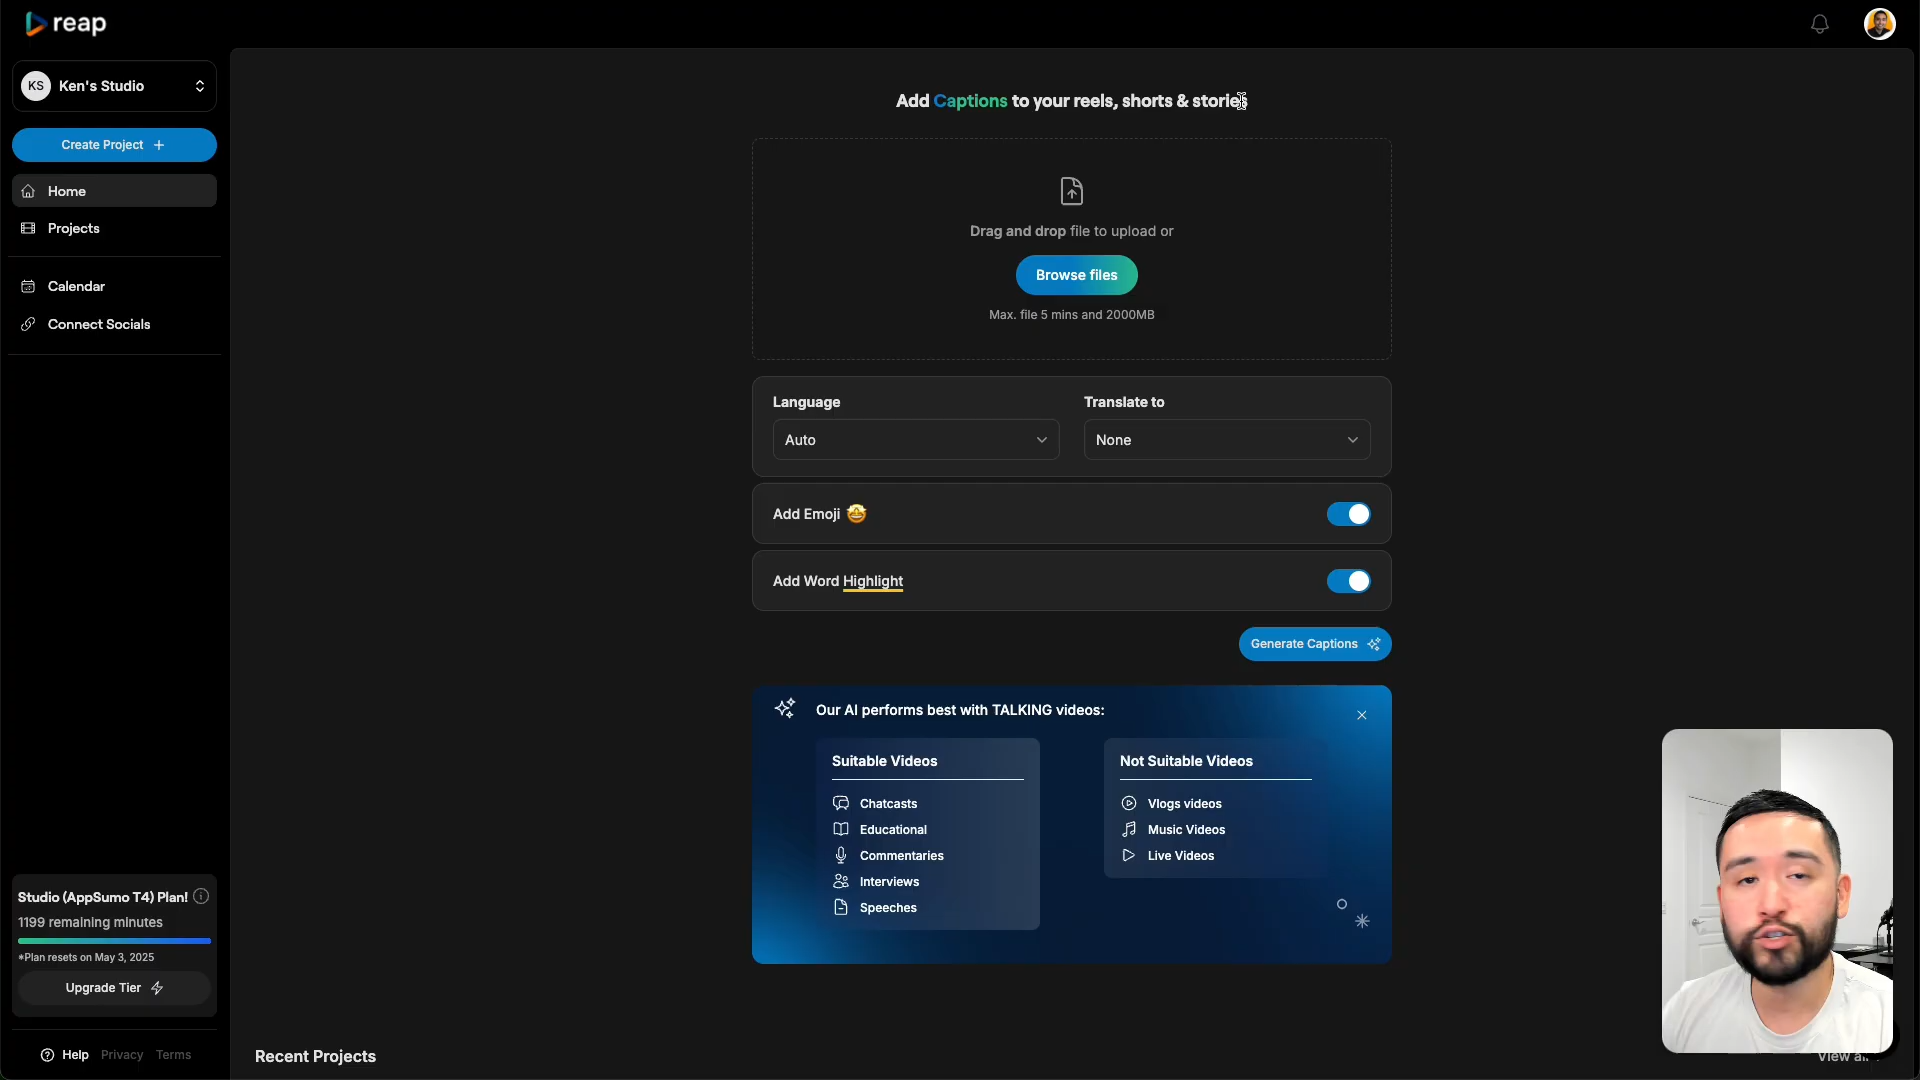 reap
KS Ken's Studio
Create Project +
Home
Projects
Calendar
Connect Socials
Studio (AppSumo T4) Plan!
1199 remaining minutes
*Plan resets on May 3, 2025
Upgrade Tier
Help Privacy Terms
Add Captions to your reels, shorts & stories
Drag and drop file to upload or
Browse files
Max. file 5 mins and 2000MB
Language
Auto
Translate to
None
Add Emoji 🤩
Add Word Highlight
Generate Captions
Our AI performs best with TALKING videos:
Suitable Videos
Chatcasts
Educational
Commentaries
Interviews
Speeches
Not Suitable Videos
Vlogs videos
Music Videos
Live Videos
Recent Projects
View all